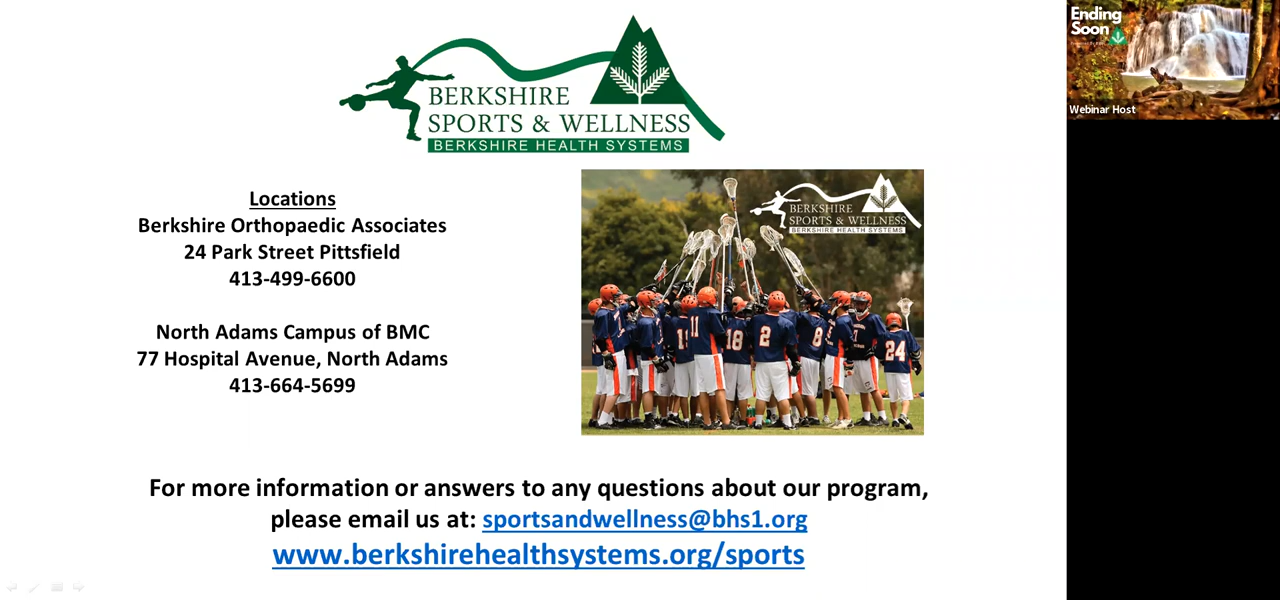 BERKSHIRE
SPORTS & WELLNESS
BERKSHIRE HEALTH SYSTEMS
Locations
Berkshire Orthopaedic Associates
24 Park Street Pittsfield
413-499-6600
North Adams Campus of BMC
77 Hospital Avenue, North Adams
413-664-5699
BERKSHIRE
SPORTS & WELLNESS
BERKSHIRE HEALTH SYSTEMS
11
18
2
8
24
For more information or answers to any questions about our program,
please email us at: sportsandwellness@bhs1.org
www.berkshirehealthsystems.org/sports
Ending
Soon
Webinar Host